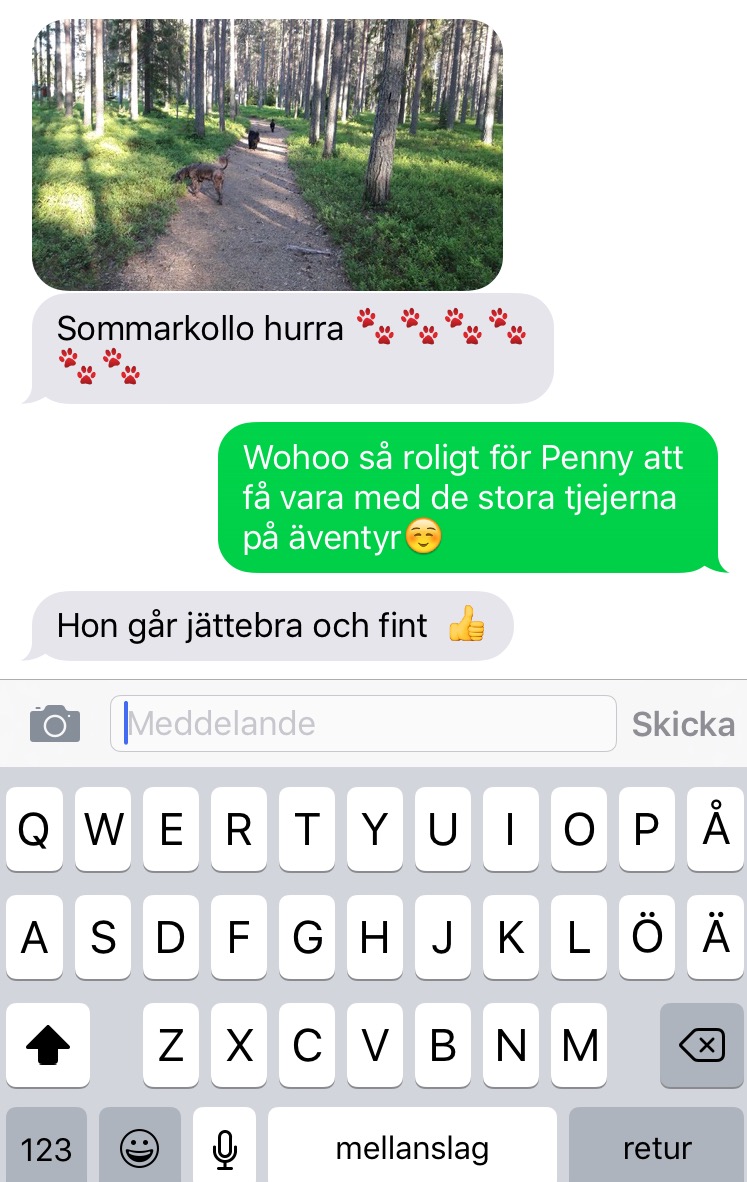 Sommarkollo hurra 🐾🐾🐾🐾
🐾🐾
Wohoo så roligt för Penny att
få vara med de stora tjejerna
på äventyr☺️
Hon går jättebra och fint 👍
Meddelande Skicka
Q W E R T Y U I O P Å
A S D F G H J K L Ö Ä
Z X C V B N M
123 mellanslag retur